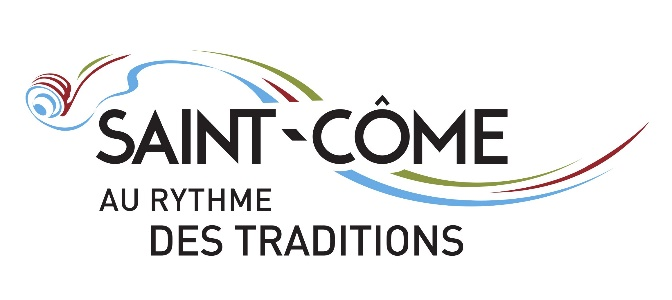 SAINT-CÔME
AU RYTHME
DES TRADITIONS